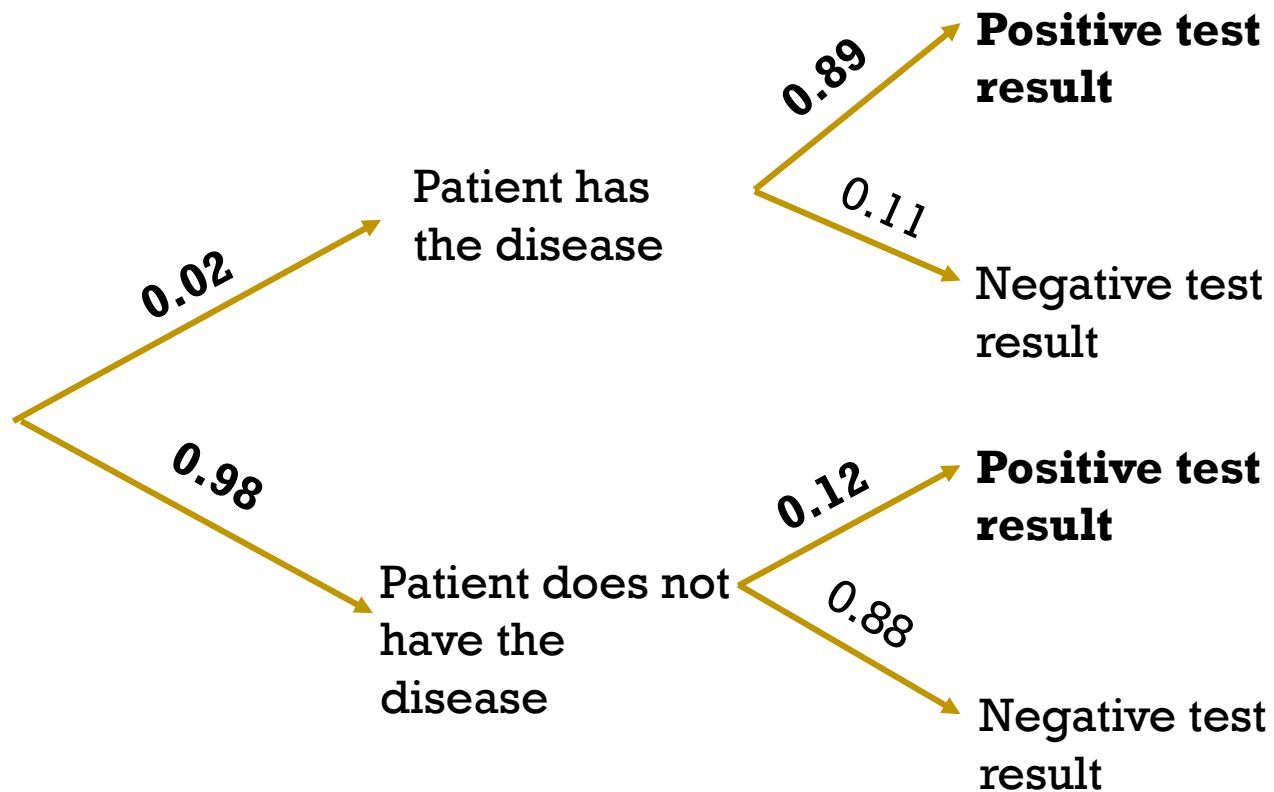 Positive test
result
0.89
Patient has
the disease
0.11
0.02
Negative test
result
0.98
Positive test
result
0.12
Patient does not
have the
disease
0.88
Negative test
result